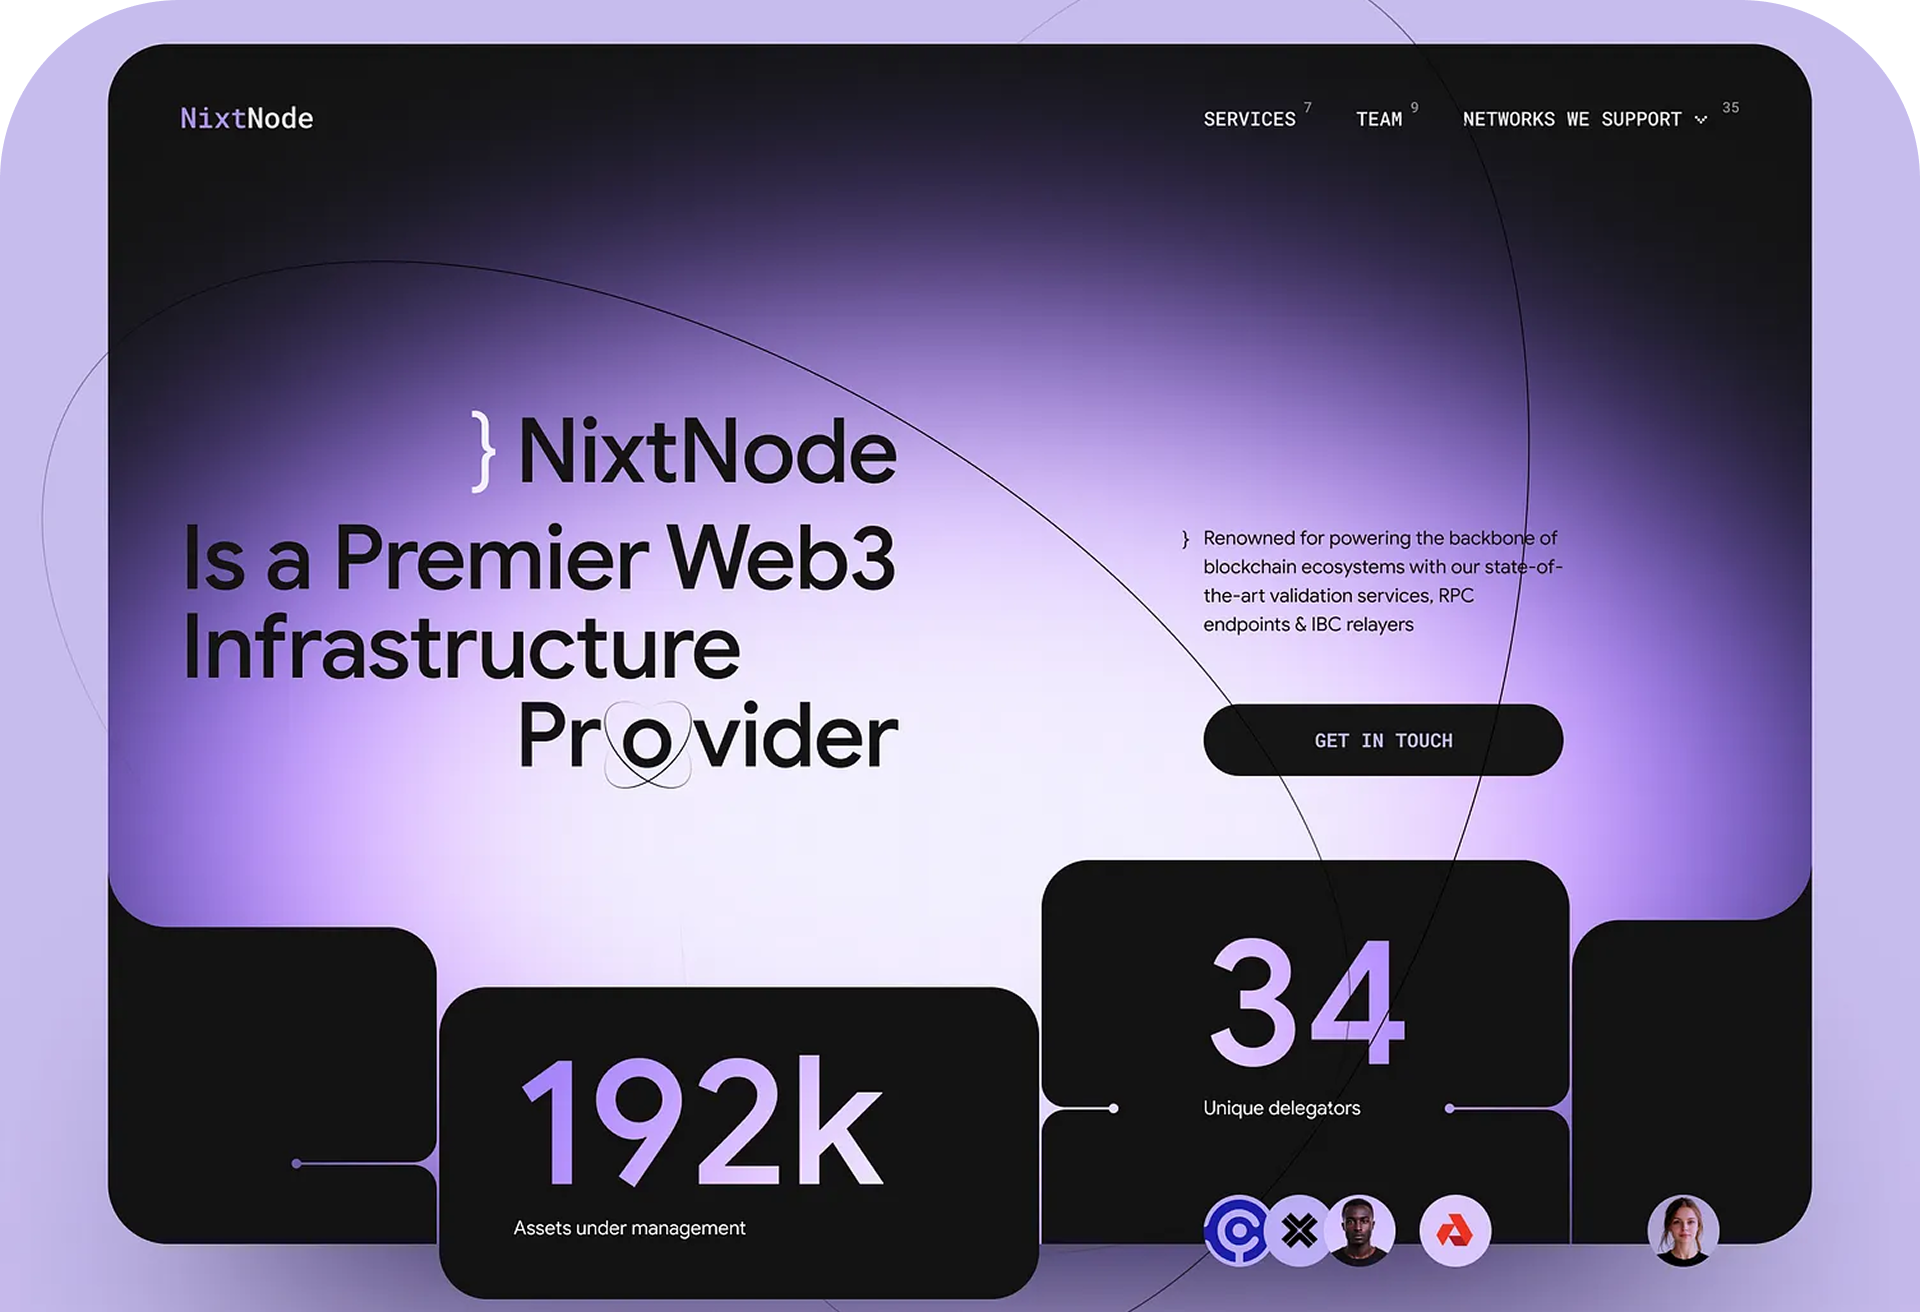 NixtNode
SERVICES 7 TEAM 9 NETWORKS WE SUPPORT 35
} NixtNode
Is a Premier Web3
Infrastructure
Provider
} Renowned for powering the backbone of
blockchain ecosystems with our state-of-
the-art validation services, RPC
endpoints & IBC relayers
GET IN TOUCH
34
Unique delegators
192k
Assets under management